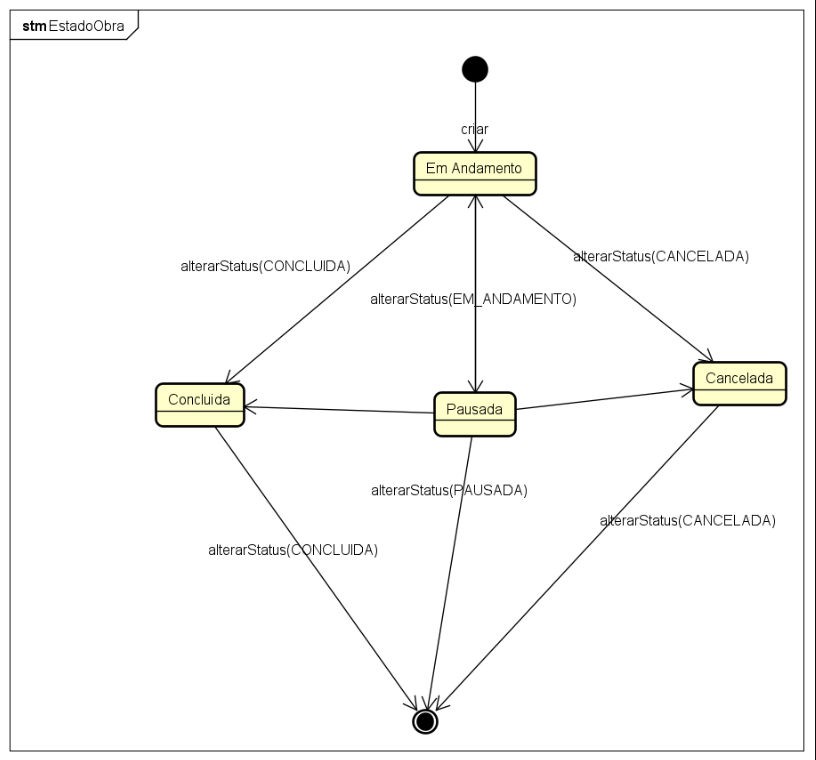 stm EstadoObra
criar
Em Andamento
alterarStatus(CANCELADA)
alterarStatus(CONCLUIDA)
alterarStatus(EM_ANDAMENTO)
Cancelada
Concluida
Pausada
alterarStatus(PAUSADA)
alterarStatus(CANCELADA)
alterarStatus(CONCLUIDA)